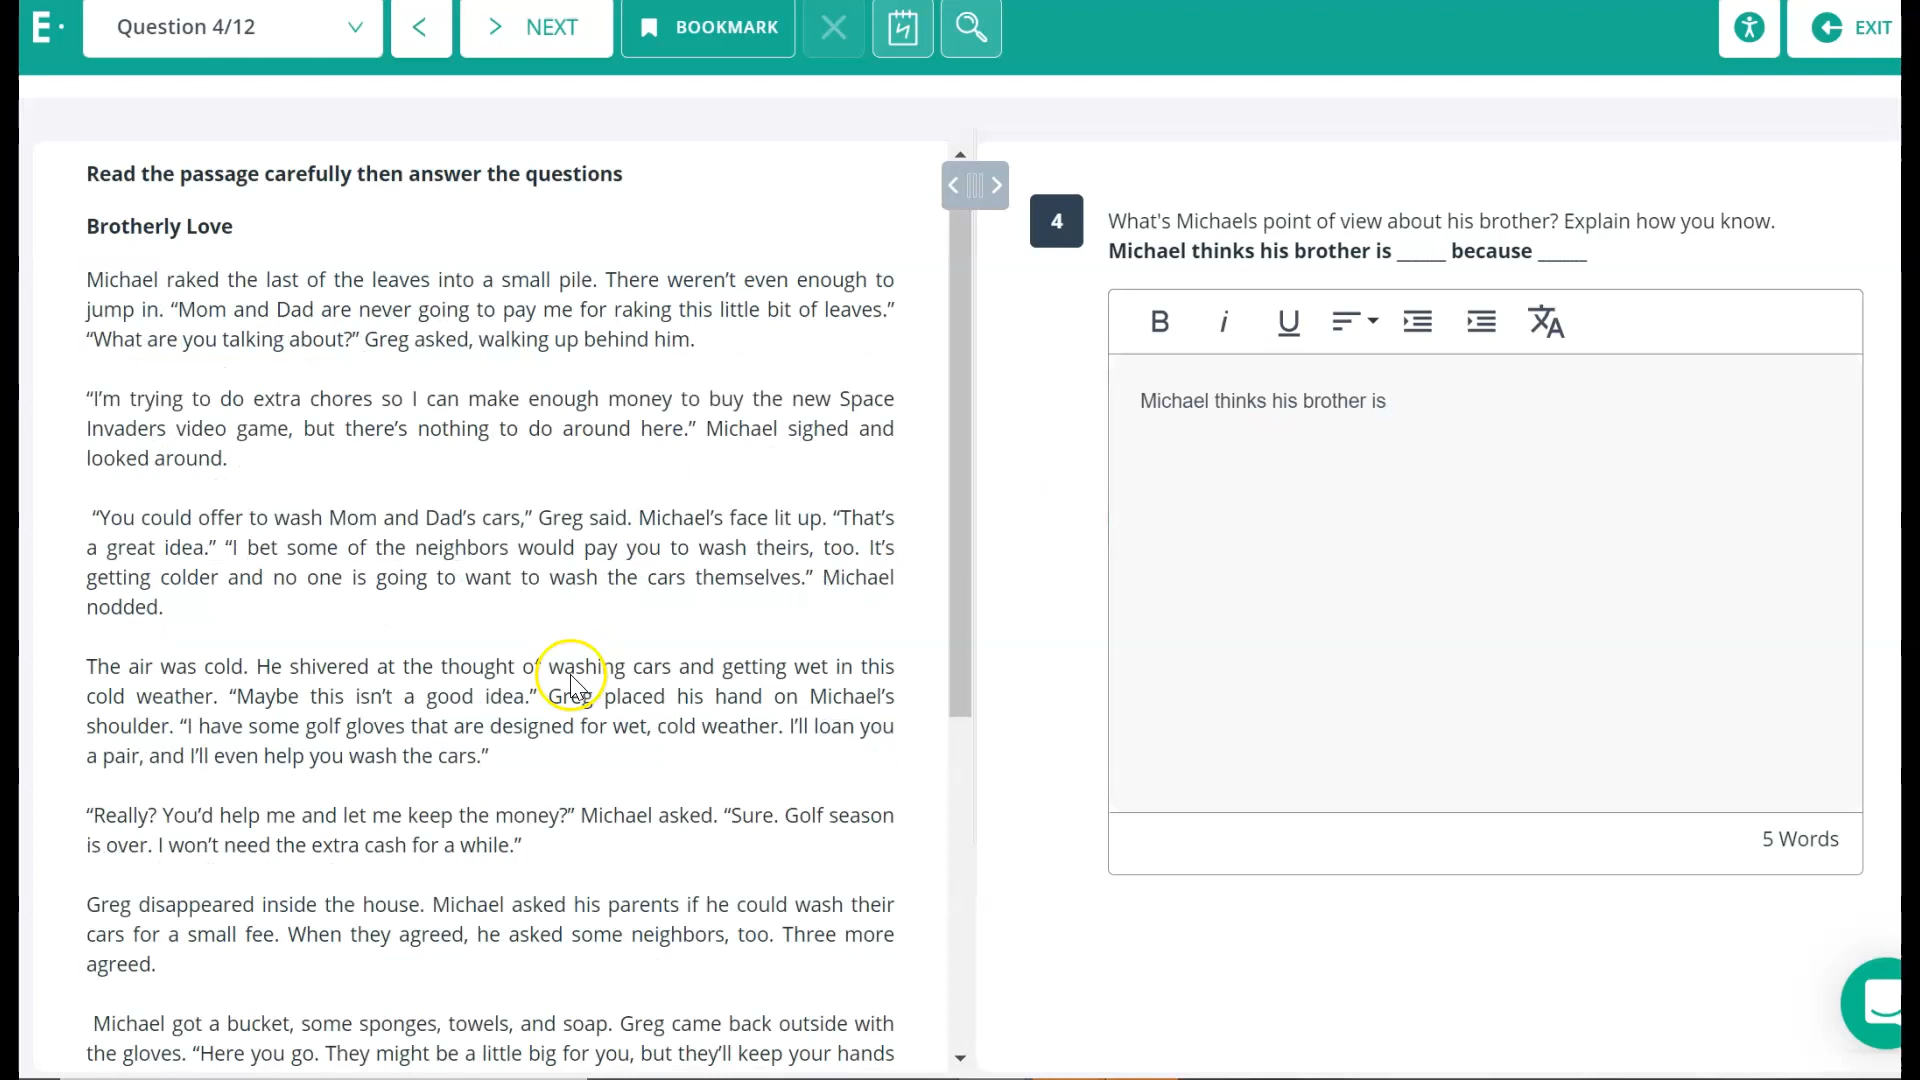 E·
Question 4/12
NEXT
BOOKMARK
EXIT
Read the passage carefully then answer the questions
Brotherly Love
Michael raked the last of the leaves into a small pile. There weren’t even enough to
jump in. “Mom and Dad are never going to pay me for raking this little bit of leaves.”
“What are you talking about?” Greg asked, walking up behind him.
“I’m trying to do extra chores so I can make enough money to buy the new Space
Invaders video game, but there’s nothing to do around here.” Michael sighed and
looked around.
“You could offer to wash Mom and Dad’s cars,” Greg said. Michael’s face lit up. “That’s
a great idea.” “I bet some of the neighbors would pay you to wash theirs, too. It’s
getting colder and no one is going to want to wash the cars themselves.” Michael
nodded.
The air was cold. He shivered at the thought of washing cars and getting wet in this
cold weather. “Maybe this isn’t a good idea.” Greg placed his hand on Michael’s
shoulder. “I have some golf gloves that are designed for wet, cold weather. I’ll loan you
a pair, and I’ll even help you wash the cars.”
“Really? You’d help me and let me keep the money?” Michael asked. “Sure. Golf season
is over. I won’t need the extra cash for a while.”
Greg disappeared inside the house. Michael asked his parents if he could wash their
cars for a small fee. When they agreed, he asked some neighbors, too. Three more
agreed.
Michael got a bucket, some sponges, towels, and soap. Greg came back outside with
the gloves. “Here you go. They might be a little big for you, but they’ll keep your hands
4
What's Michaels point of view about his brother? Explain how you know.
Michael thinks his brother is _____ because _____
B i U
Michael thinks his brother is
5 Words